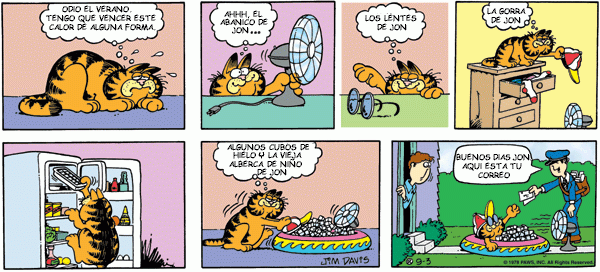 ODIO EL VERANO.
TENGO QUE VENCER ESTE
CALOR DE ALGUNA FORMA.
AHHH, EL
ABANICO DE
JON...
LOS LÉNTES
DE JON
LA GORRA
DE JON
ALGUNOS CUBOS DE
HIELO Y LA VIEJA
ALBERCA DE NIÑO
DE JON
JIM DAVIS
BUENOS DIAS JON
AQUI ESTA TU
CORREO
9-3
© 1978 PAWS, INC. All Rights Reserved.